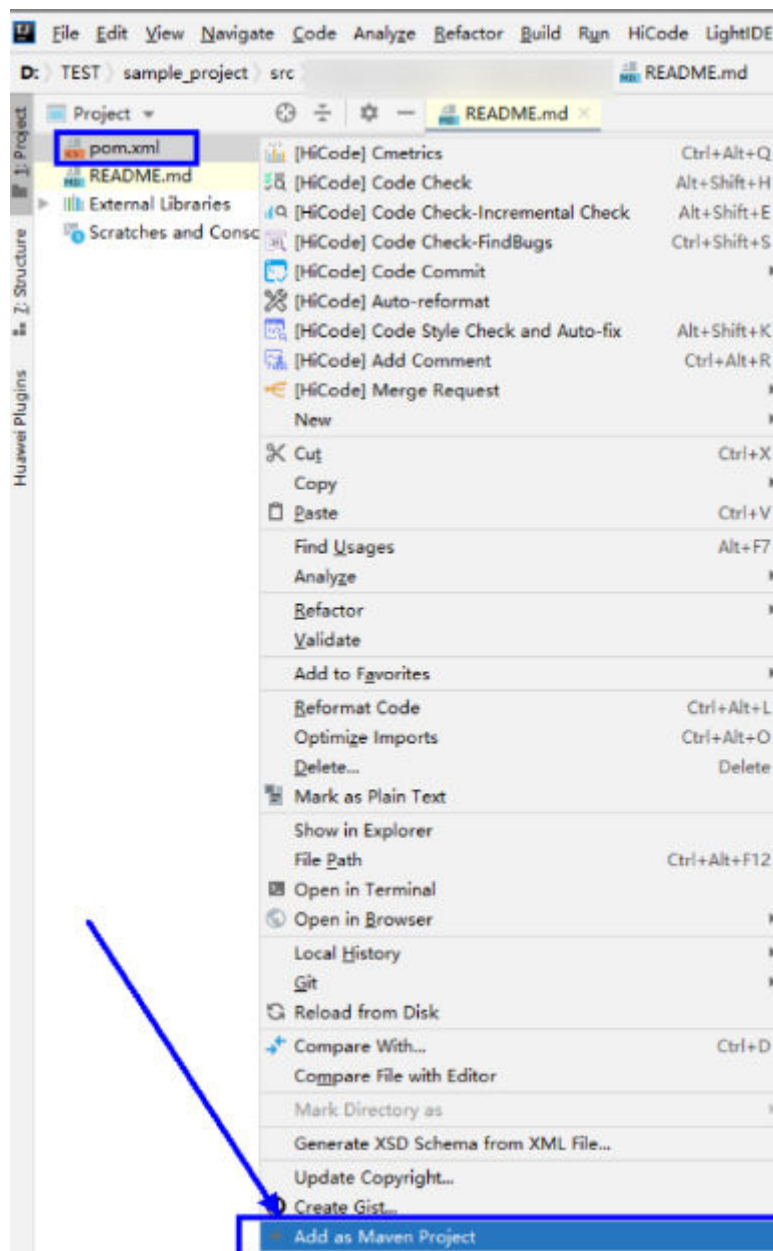 File Edit View Navigate Code Analyze Refactor Build Run HiCode LightIDE
D: TEST sample_project src README.md
Project README.md
1: Project
pom.xml
README.md
External Libraries
Scratches and Consc
Z: Structure
Huawei Plugins
[HiCode] Cmetrics Ctrl+Alt+Q
[HiCode] Code Check Alt+Shift+H
[HiCode] Code Check-Incremental Check Alt+Shift+E
[HiCode] Code Check-FindBugs Ctrl+Shift+S
[HiCode] Code Commit
[HiCode] Auto-reformat
[HiCode] Code Style Check and Auto-fix Alt+Shift+K
[HiCode] Add Comment Ctrl+Alt+R
[HiCode] Merge Request
New
Cut Ctrl+X
Copy
Paste Ctrl+V
Find Usages Alt+F7
Analyze
Refactor
Validate
Add to Favorites
Reformat Code Ctrl+Alt+L
Optimize Imports Ctrl+Alt+O
Delete... Delete
Mark as Plain Text
Show in Explorer
File Path Ctrl+Alt+F12
Open in Terminal
Open in Browser
Local History
Git
Reload from Disk
Compare With... Ctrl+D
Compare File with Editor
Mark Directory as
Generate XSD Schema from XML File...
Update Copyright...
Create Gist...
Add as Maven Project